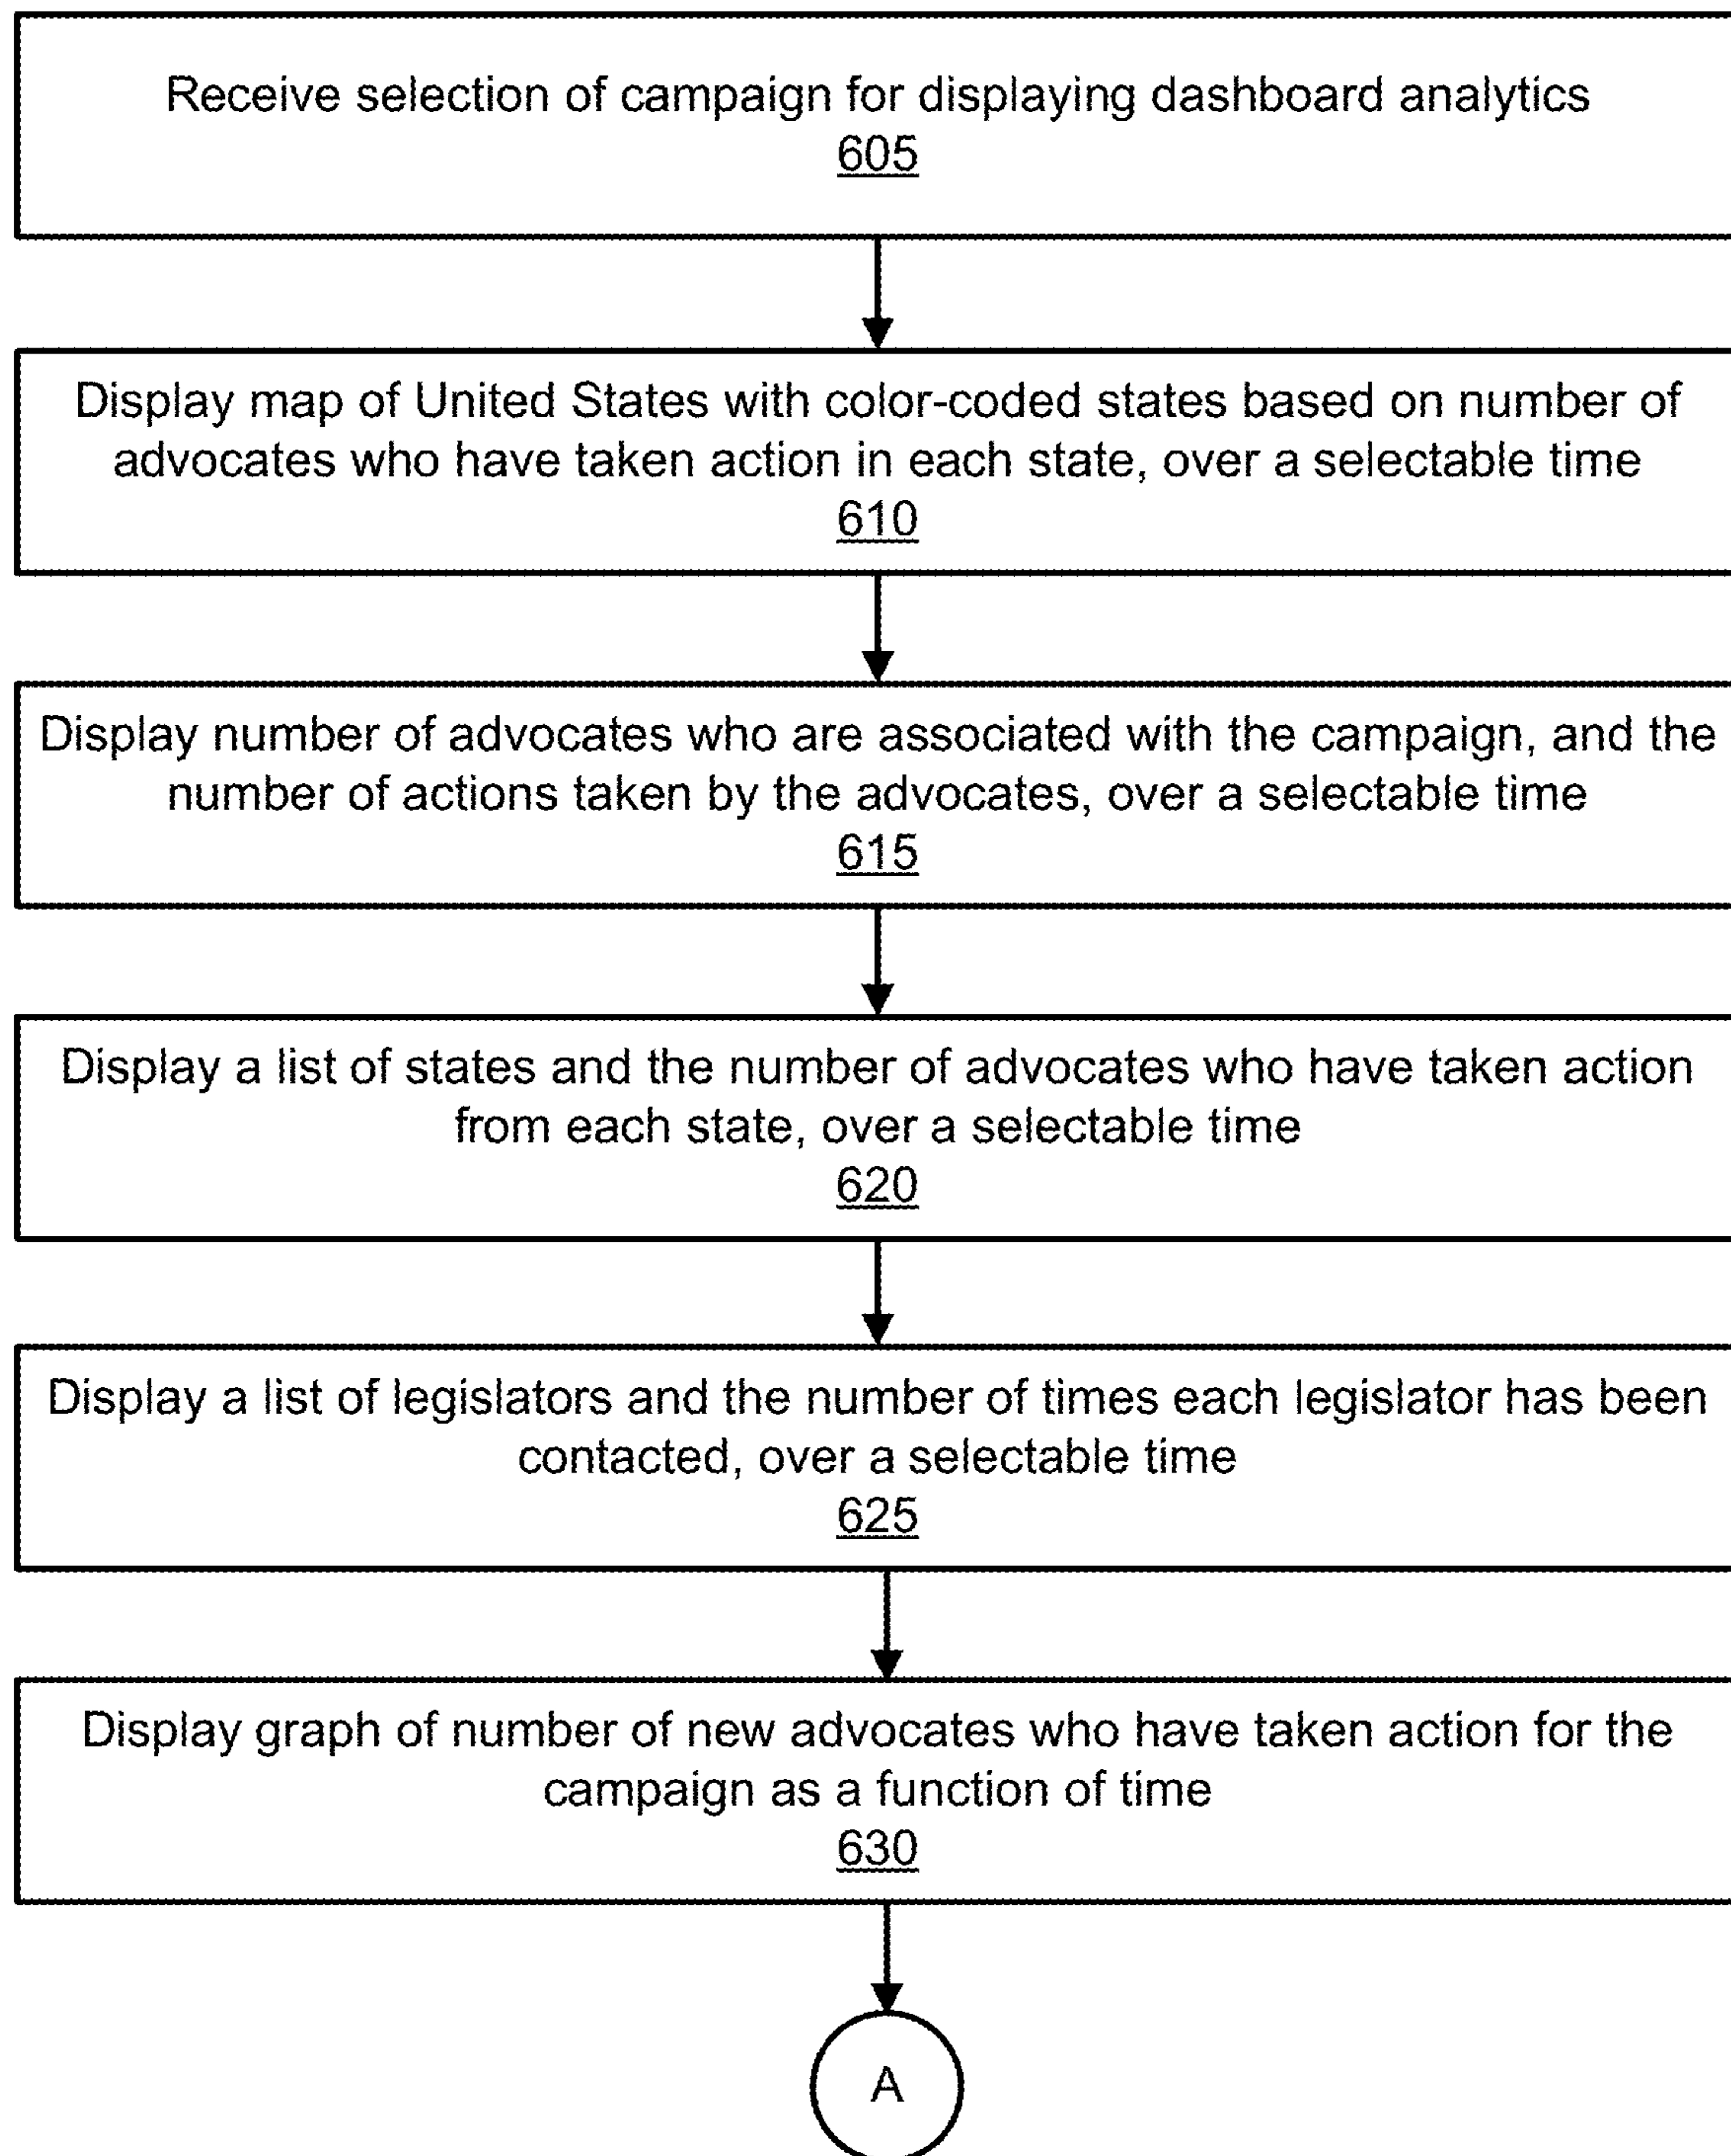 Receive selection of campaign for displaying dashboard analytics
605
Display map of United States with color-coded states based on number of
advocates who have taken action in each state, over a selectable time
610
Display number of advocates who are associated with the campaign, and the
number of actions taken by the advocates, over a selectable time
615
Display a list of states and the number of advocates who have taken action
from each state, over a selectable time
620
Display a list of legislators and the number of times each legislator has been
contacted, over a selectable time
625
Display graph of number of new advocates who have taken action for the
campaign as a function of time
630
A